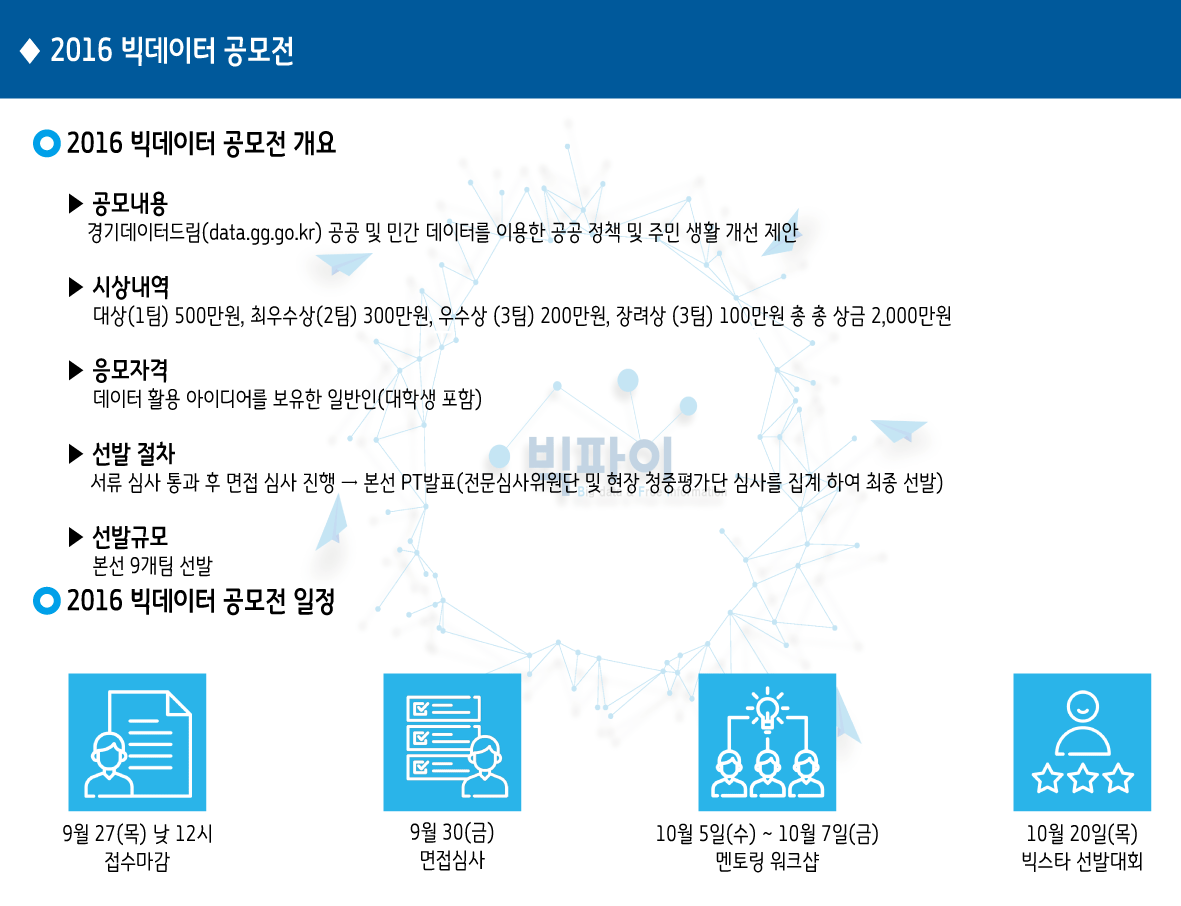 ◆ 2016 빅데이터 공모전
2016 빅데이터 공모전 개요
▶ 공모내용
경기데이터드림(data.gg.go.kr) 공공 및 민간 데이터를 이용한 공공 정책 및 주민 생활 개선 제안
▶ 시상내역
대상(1팀) 500만원, 최우수상(2팀) 300만원, 우수상 (3팀) 200만원, 장려상 (3팀) 100만원 총 총 상금 2,000만원
▶ 응모자격
데이터 활용 아이디어를 보유한 일반인(대학생 포함)
빅파이
▶ 선발 절차
서류 심사 통과 후 면접 심사 진행 → 본선 PT발표(전문심사위원단 및 현장 청중평가단 심사를 집계 하여 최종 선발)
▶ 선발규모
본선 9개팀 선발
2016 빅데이터 공모전 일정
9월 27(목) 낮 12시
접수마감
9월 30(금)
면접심사
10월 5일(수) ~ 10월 7일(금)
멘토링 워크샵
10월 20일(목)
빅스타 선발대회